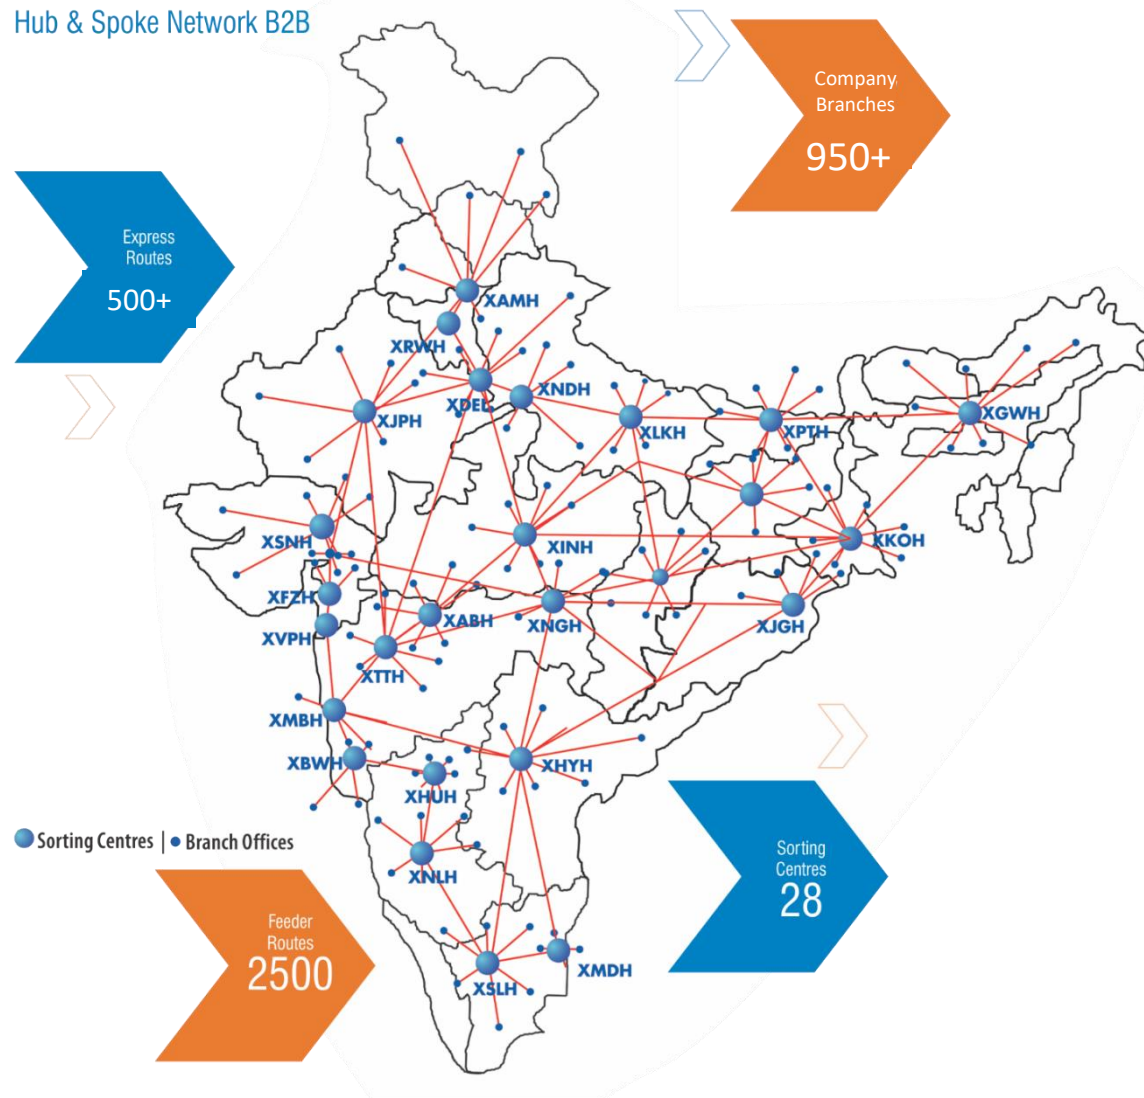 Hub & Spoke Network B2B
Company
Branches
950+
Express
Routes
500+
XAMH
XRWH
XNDH
XDEL
XJPH
XLKH
XPTH
XGWH
XSNH
XINH
XKOH
XFZH
XABH
XNGH
XJGH
XVPH
XTTH
XMBH
XBWH
XHYH
XHUH
Sorting Centres | Branch Offices
Sorting
Centres
28
XNLH
Feeder
Routes
2500
XMDH
XSLH